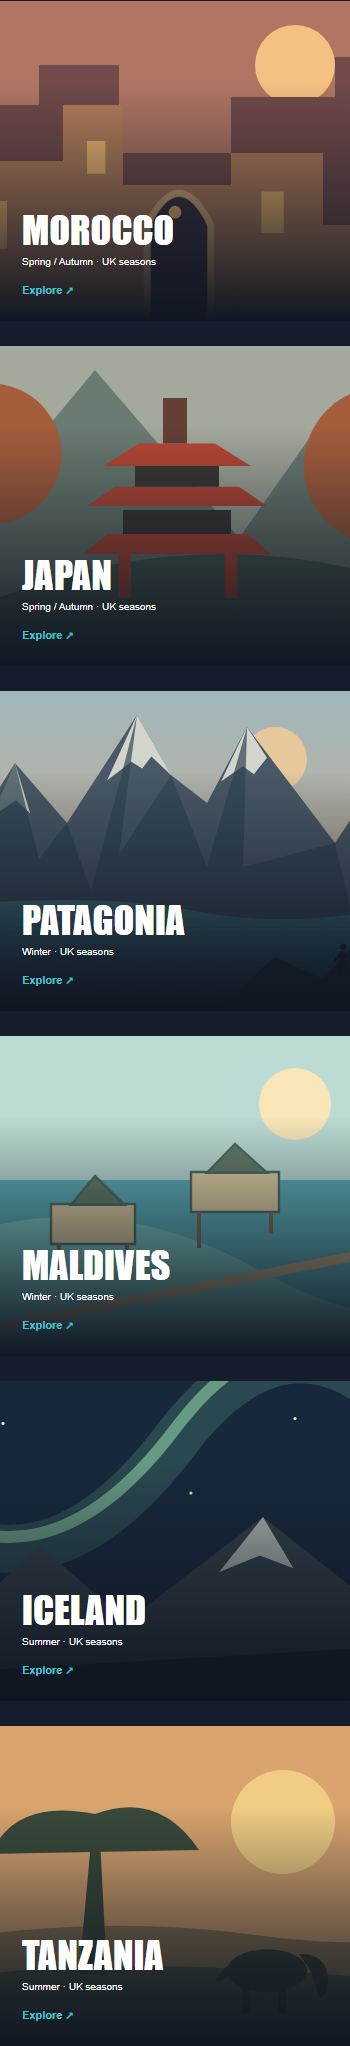 MOROCCO
Spring / Autumn · UK seasons
Explore ↗
JAPAN
Spring / Autumn · UK seasons
Explore ↗
PATAGONIA
Winter · UK seasons
Explore ↗
MALDIVES
Winter · UK seasons
Explore ↗
ICELAND
Summer · UK seasons
Explore ↗
TANZANIA
Summer · UK seasons
Explore ↗